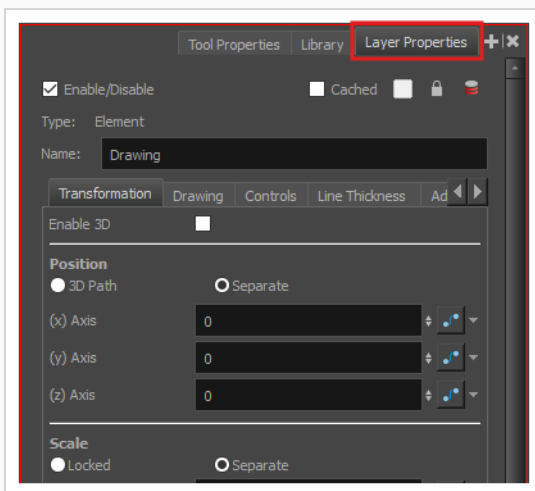 Tool Properties Library Layer Properties
Enable/Disable Cached
Type: Element
Name: Drawing
Transformation Drawing Controls Line Thickness Ad
Enable 3D
Position
3D Path Separate
(x) Axis 0
(y) Axis 0
(z) Axis 0
Scale
Locked Separate